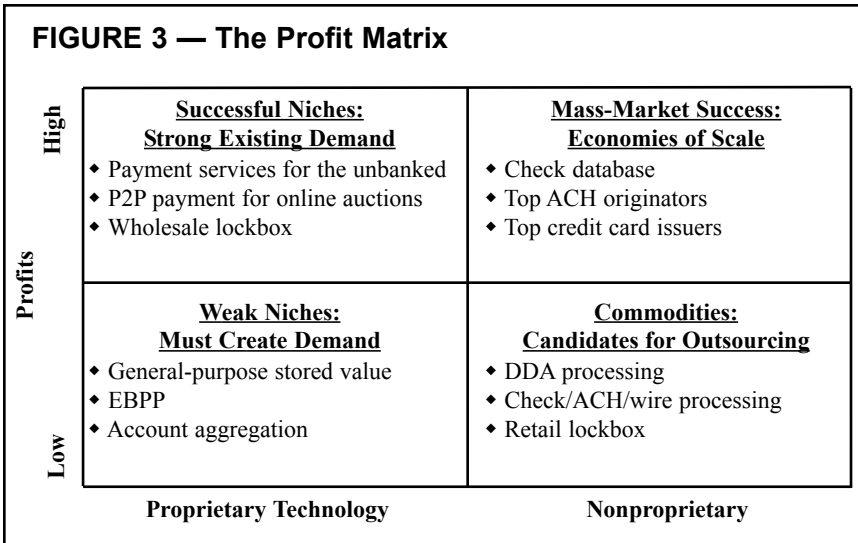 FIGURE 3 — The Profit Matrix
High
Profits
Low
Successful Niches:
Strong Existing Demand
◆ Payment services for the unbanked
◆ P2P payment for online auctions
◆ Wholesale lockbox
Mass-Market Success:
Economies of Scale
◆ Check database
◆ Top ACH originators
◆ Top credit card issuers
Weak Niches:
Must Create Demand
◆ General-purpose stored value
◆ EBPP
◆ Account aggregation
Commodities:
Candidates for Outsourcing
◆ DDA processing
◆ Check/ACH/wire processing
◆ Retail lockbox
Proprietary Technology
Nonproprietary